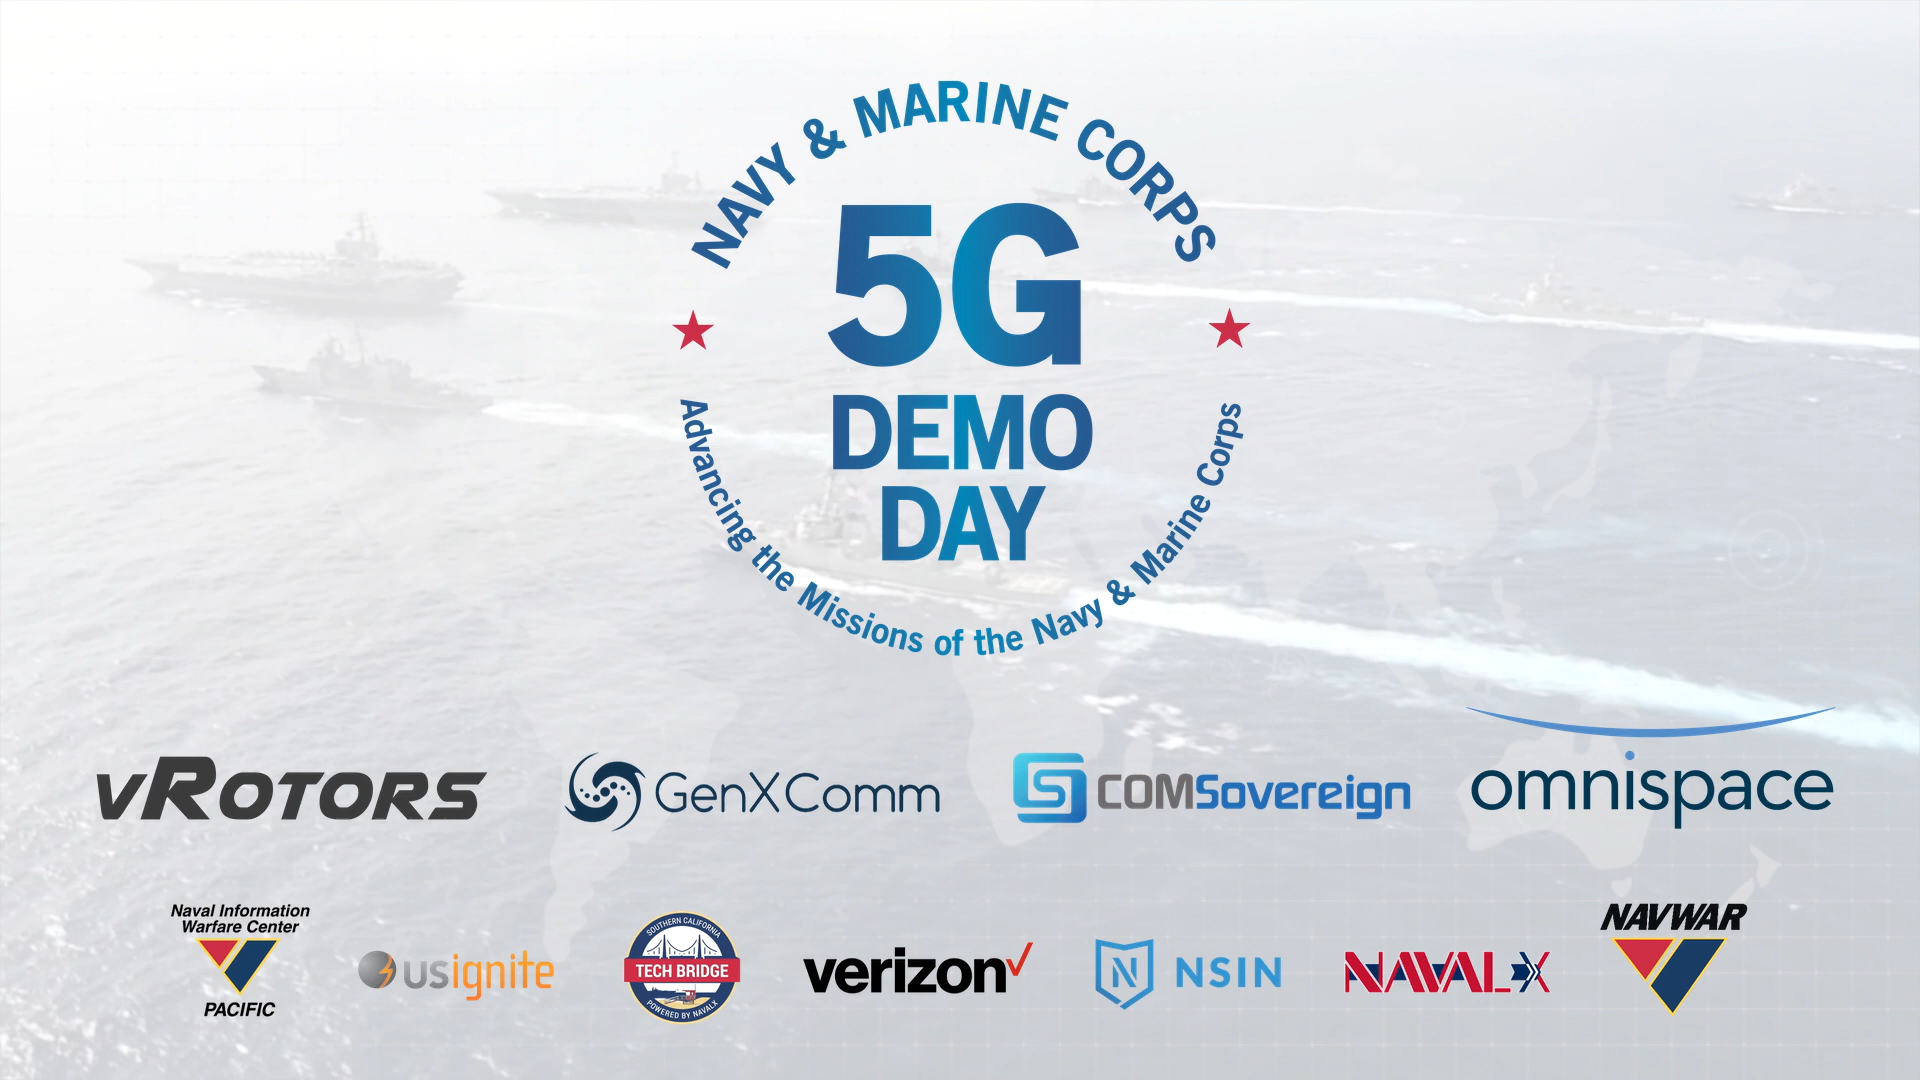 NAVY & MARINE CORPS
5G
DEMO
DAY
Advancing the Missions of the Navy & Marine Corps
vRotors
GenXComm
COMSovereign
omnispace
Naval Information
Warfare Center
PACIFIC
usignite
SOUTHERN CALIFORNIA
TECH BRIDGE
POWERED BY NAVALX
verizon
NSIN
NAVALX
NAVWAR